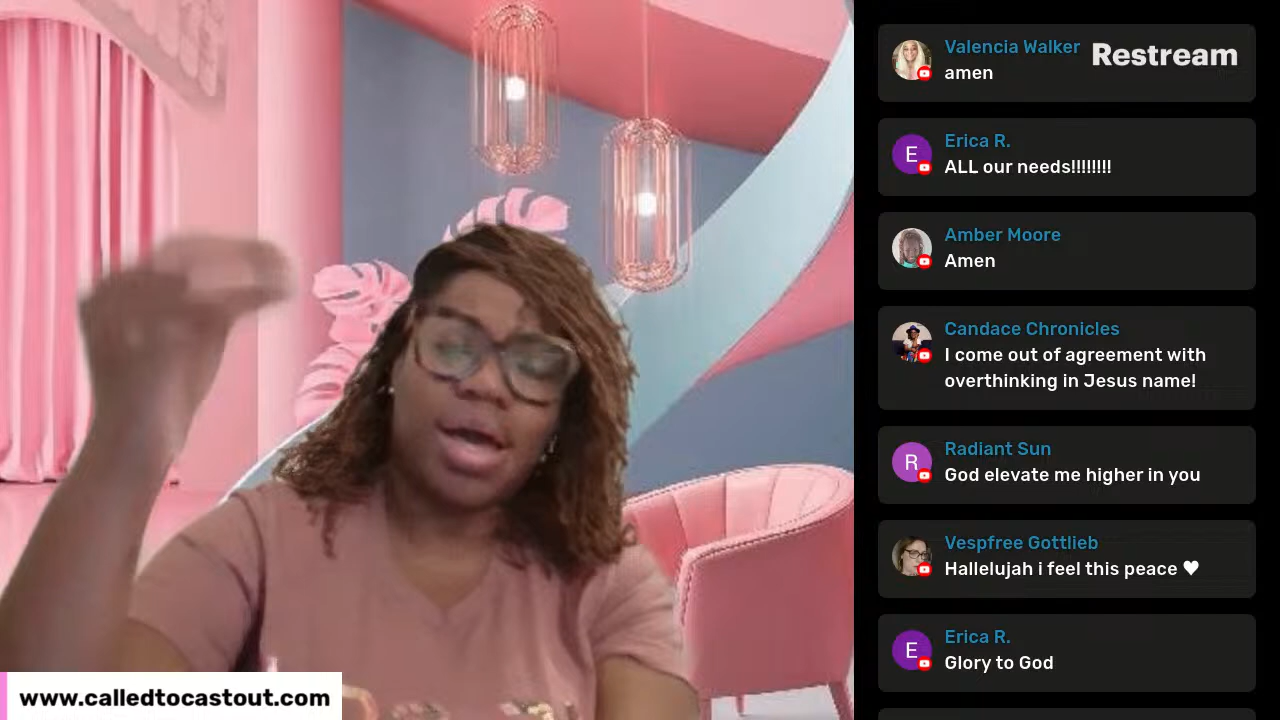 Valencia Walker
Restream
amen
E
Erica R.
ALL our needs!!!!!!!!
Amber Moore
Amen
Candace Chronicles
I come out of agreement with
overthinking in Jesus name!
R
Radiant Sun
God elevate me higher in you
Vespfree Gottlieb
Hallelujah i feel this peace ♥
E
Erica R.
Glory to God
www.calledtocastout.com